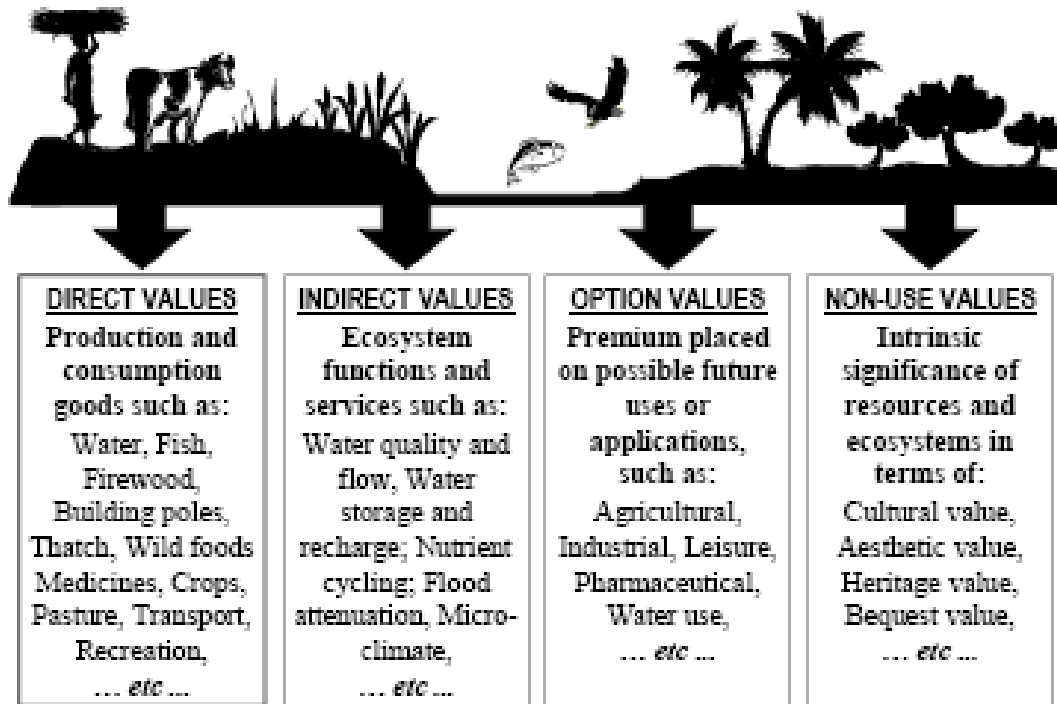 DIRECT VALUES
Production and
consumption
goods such as:
Water, Fish,
Firewood,
Building poles,
Thatch, Wild foods
Medicines, Crops,
Pasture, Transport,
Recreation,
... etc ...
INDIRECT VALUES
Ecosystem
functions and
services such as:
Water quality and
flow, Water
storage and
recharge; Nutrient
cycling; Flood
attenuation, Micro-
climate,
... etc ...
OPTION VALUES
Premium placed
on possible future
uses or
applications,
such as:
Agricultural,
Industrial, Leisure,
Pharmaceutical,
Water use,
... etc ...
NON-USE VALUES
Intrinsic
significance of
resources and
ecosystems in
terms of:
Cultural value,
Aesthetic value,
Heritage value,
Bequest value,
... etc ...